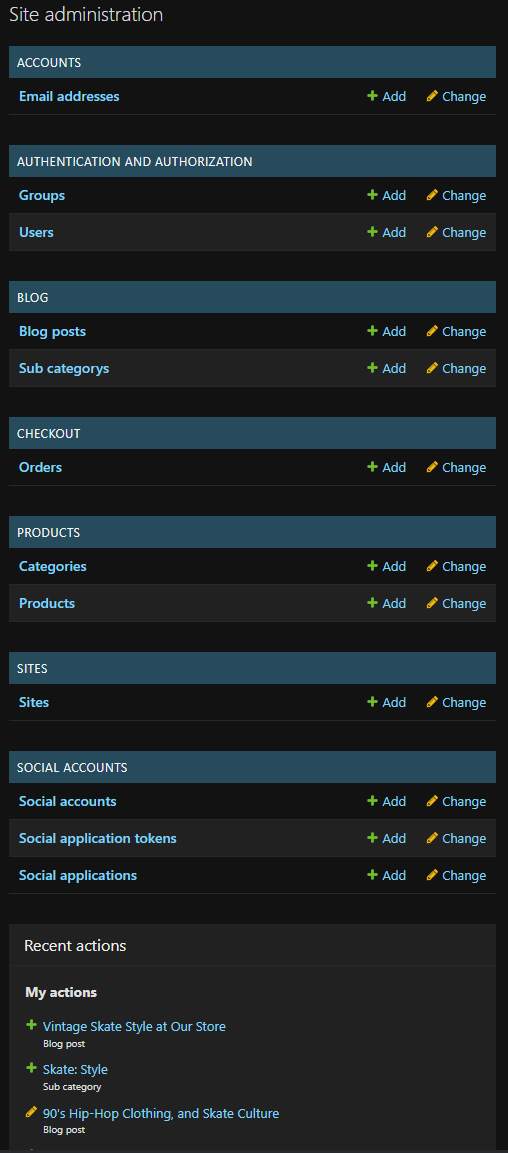 Site administration
ACCOUNTS
Email addresses Add Change
AUTHENTICATION AND AUTHORIZATION
Groups Add Change
Users Add Change
BLOG
Blog posts Add Change
Sub categorys Add Change
CHECKOUT
Orders Add Change
PRODUCTS
Categories Add Change
Products Add Change
SITES
Sites Add Change
SOCIAL ACCOUNTS
Social accounts Add Change
Social application tokens Add Change
Social applications Add Change
Recent actions
My actions
Vintage Skate Style at Our Store
Blog post
Skate: Style
Sub category
90's Hip-Hop Clothing, and Skate Culture
Blog post